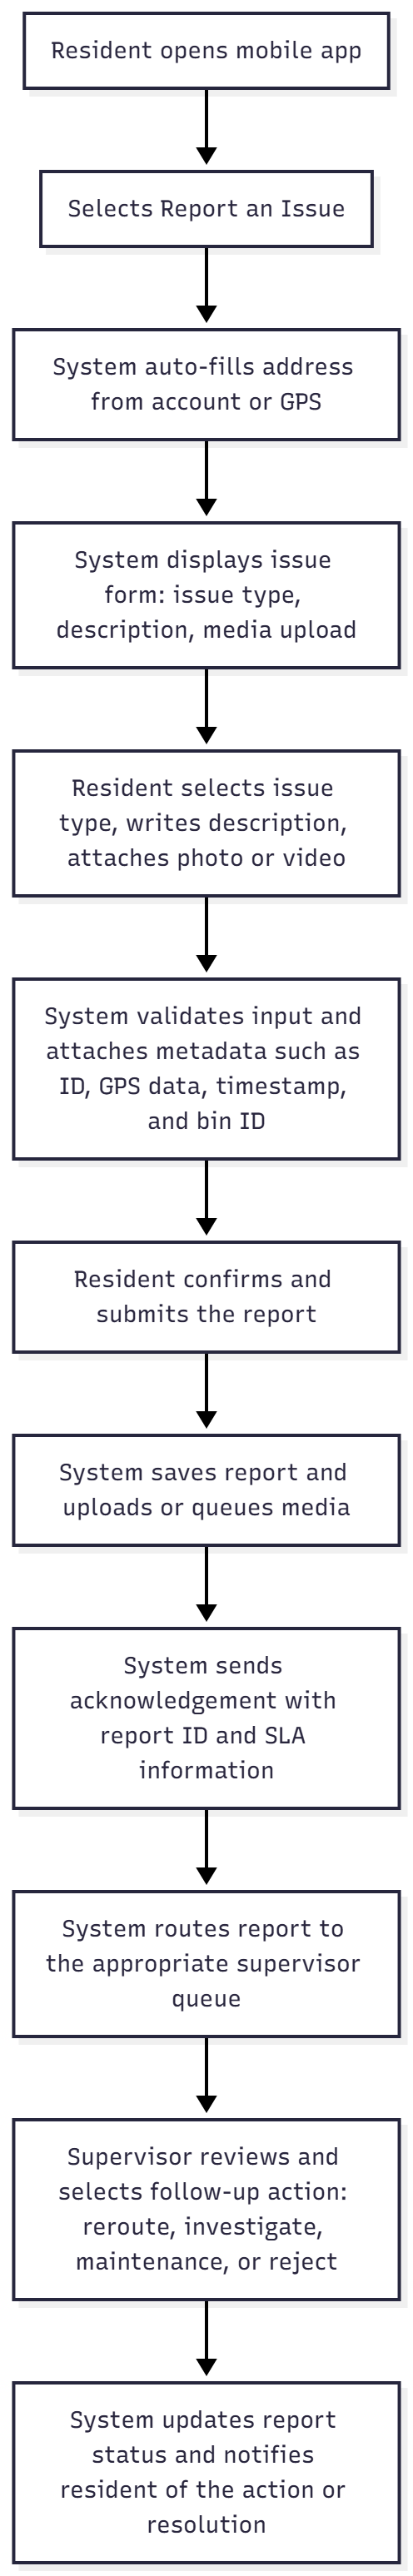 Resident opens mobile app
Selects Report an Issue
System auto-fills address
from account or GPS
System displays issue
form: issue type,
description, media upload
Resident selects issue
type, writes description,
attaches photo or video
System validates input and
attaches metadata such as
ID, GPS data, timestamp,
and bin ID
Resident confirms and
submits the report
System saves report and
uploads or queues media
System sends
acknowledgement with
report ID and SLA
information
System routes report to
the appropriate supervisor
queue
Supervisor reviews and
selects follow-up action:
reroute, investigate,
maintenance, or reject
System updates report
status and notifies
resident of the action or
resolution